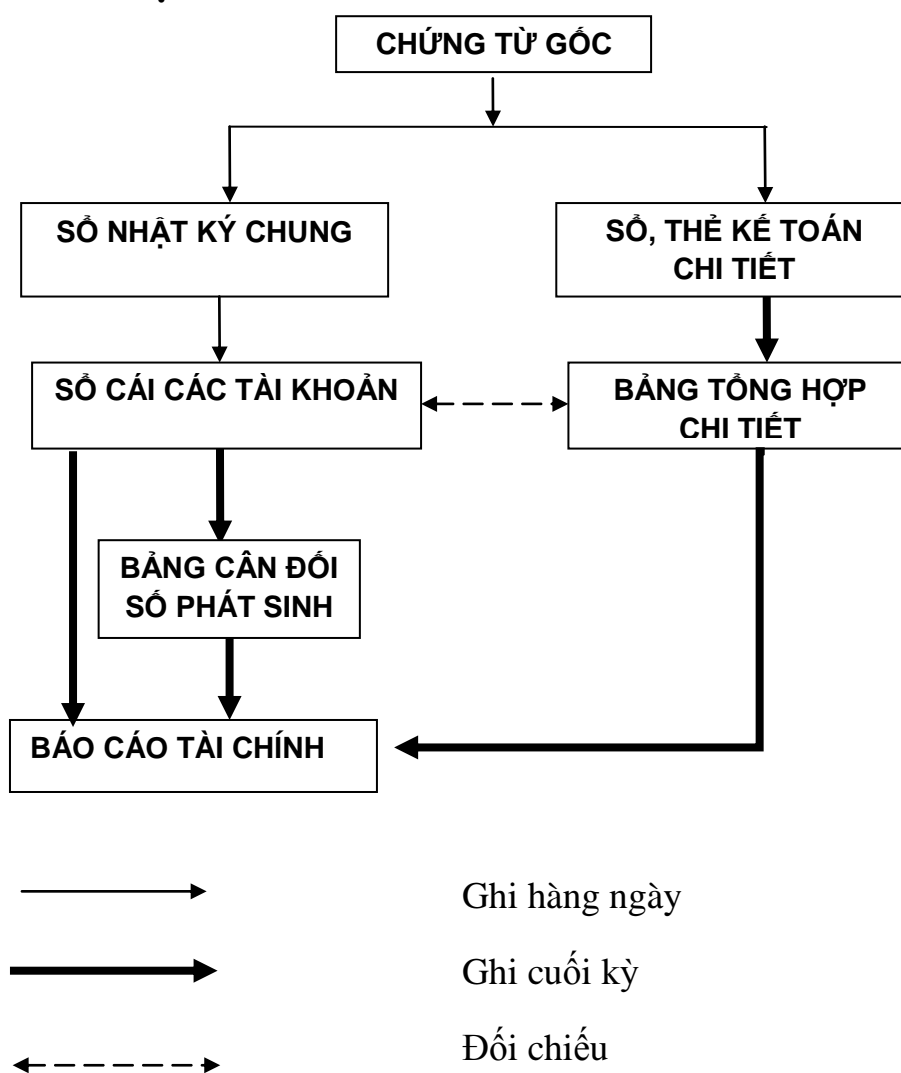 CHỨNG TỪ GỐC
SỔ NHẬT KÝ CHUNG
SỔ, THẺ KẾ TOÁN
CHI TIẾT
SỔ CÁI CÁC TÀI KHOẢN
BẢNG TỔNG HỢP
CHI TIẾT
BẢNG CÂN ĐỐI
SỐ PHÁT SINH
BÁO CÁO TÀI CHÍNH
Ghi hàng ngày
Ghi cuối kỳ
Đối chiếu